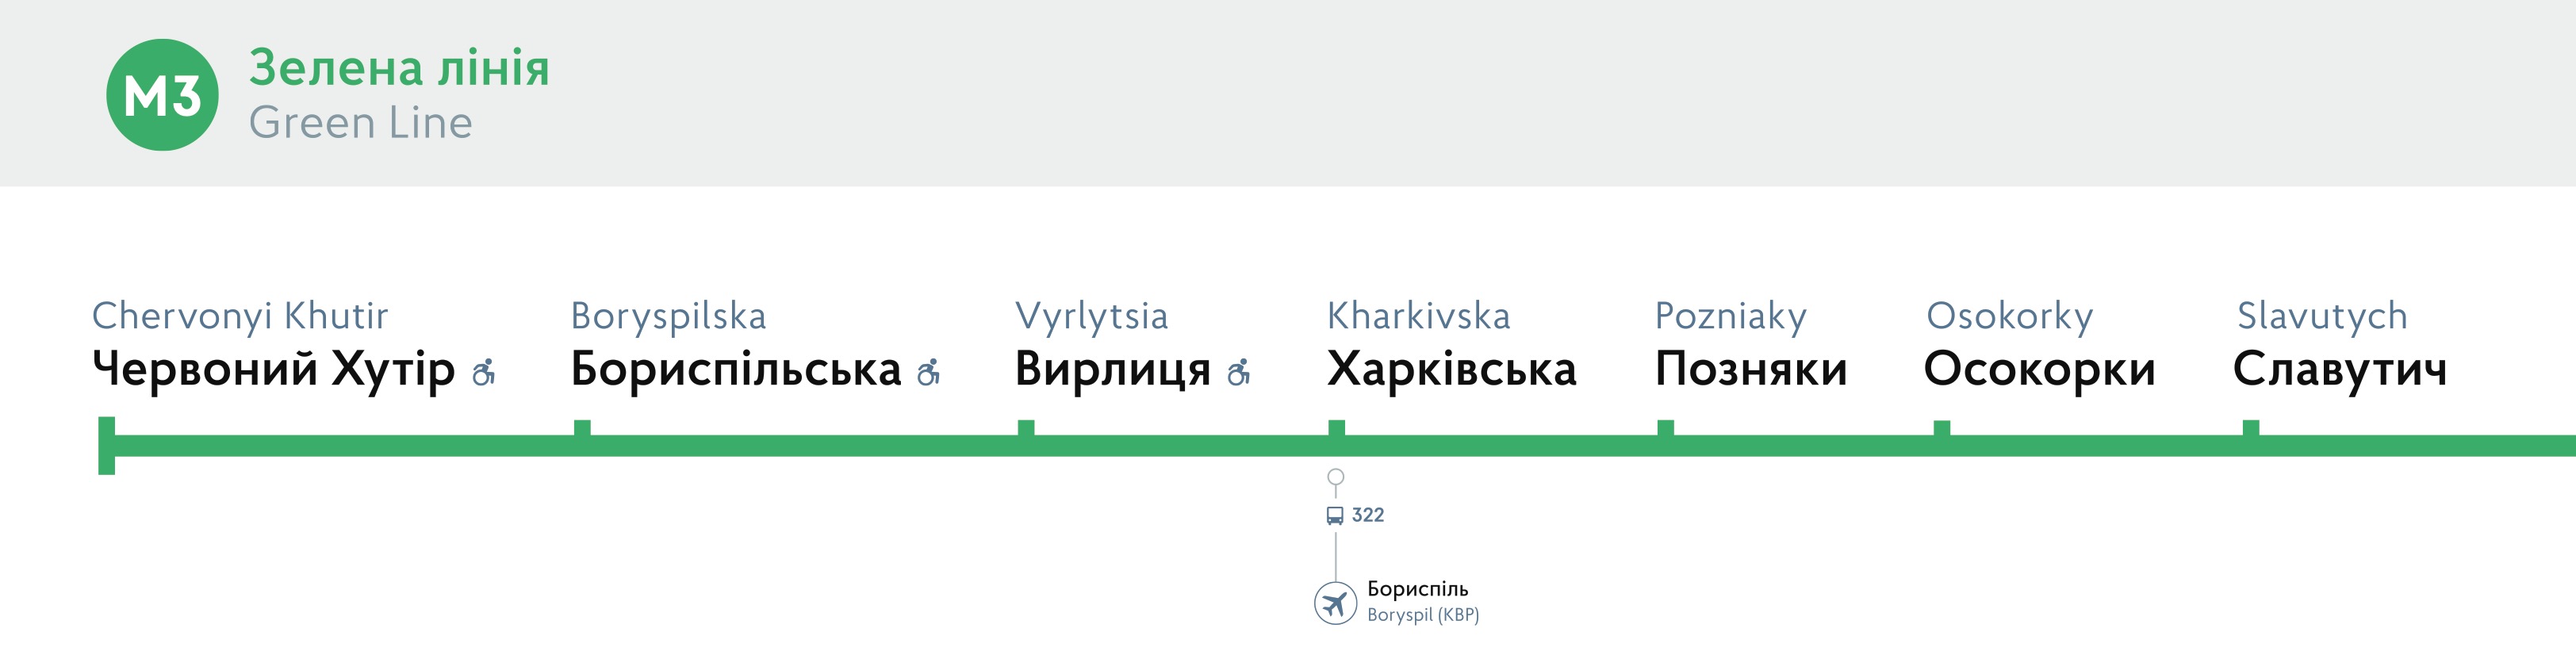 М3
Зелена лінія
Green Line
Chervonyi Khutir
Червоний Хутір
Boryspilska
Бориспільська
Vyrlytsia
Вирлиця
Kharkivska
Харківська
Pozniaky
Позняки
Osokorky
Осокорки
Slavutych
Славутич
322
Бориспіль
Boryspil (KBP)